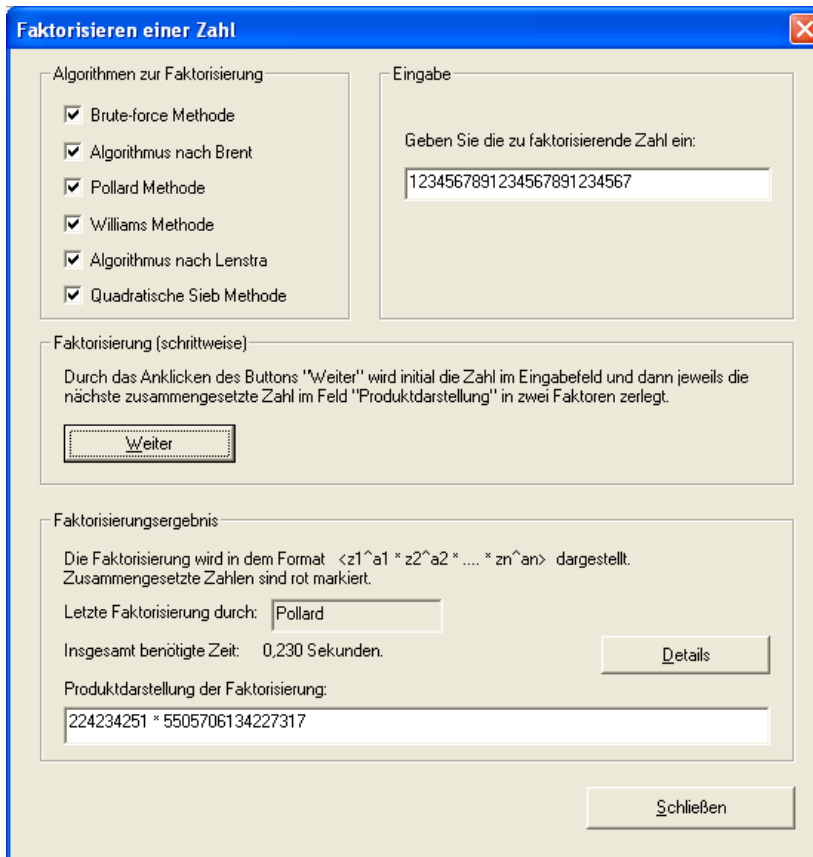 Faktorisieren einer Zahl
Algorithmen zur Faktorisierung
Brute-force Methode
Algorithmus nach Brent
Pollard Methode
Williams Methode
Algorithmus nach Lenstra
Quadratische Sieb Methode
Eingabe
Geben Sie die zu faktorisierende Zahl ein:
1234567891234567891234567
Faktorisierung (schrittweise)
Durch das Anklicken des Buttons "Weiter" wird initial die Zahl im Eingabefeld und dann jeweils die
nächste zusammengesetzte Zahl im Feld "Produktdarstellung" in zwei Faktoren zerlegt.
Weiter
Faktorisierungsergebnis
Die Faktorisierung wird in dem Format <z1^a1 * z2^a2 * .... * zn^an> dargestellt.
Zusammengesetzte Zahlen sind rot markiert.
Letzte Faktorisierung durch: Pollard
Insgesamt benötigte Zeit: 0,230 Sekunden.
Details
Produktdarstellung der Faktorisierung:
224234251 * 5505706134227317
Schließen